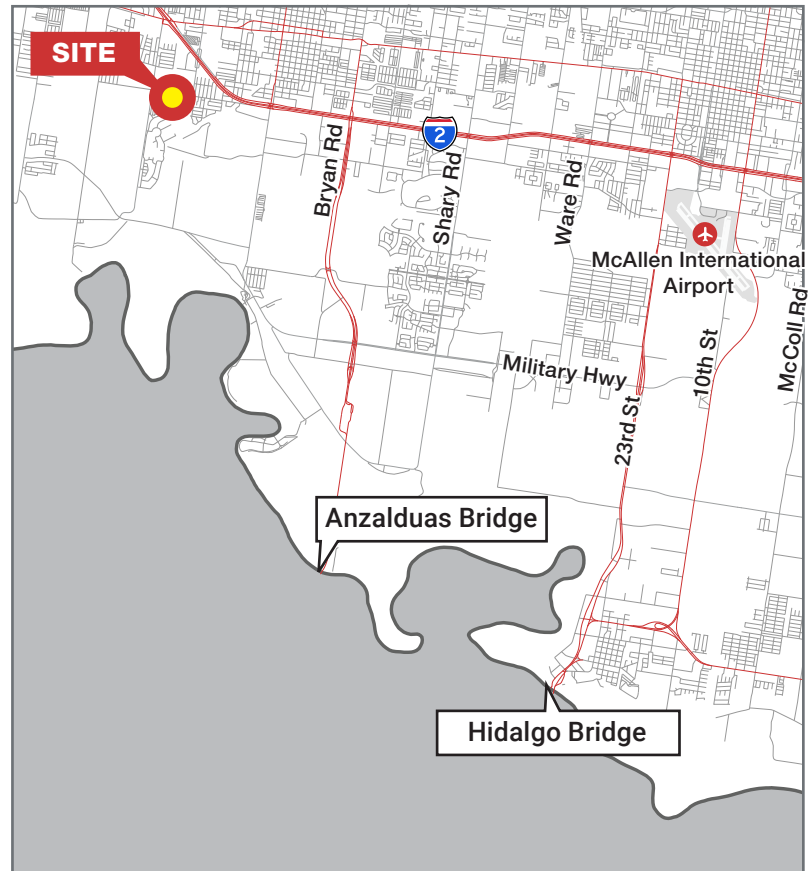 SITE
2
Bryan Rd
Shary Rd
Ware Rd
McAllen International
Airport
McColl Rd
10th St
Military Hwy
23rd St
Anzalduas Bridge
Hidalgo Bridge